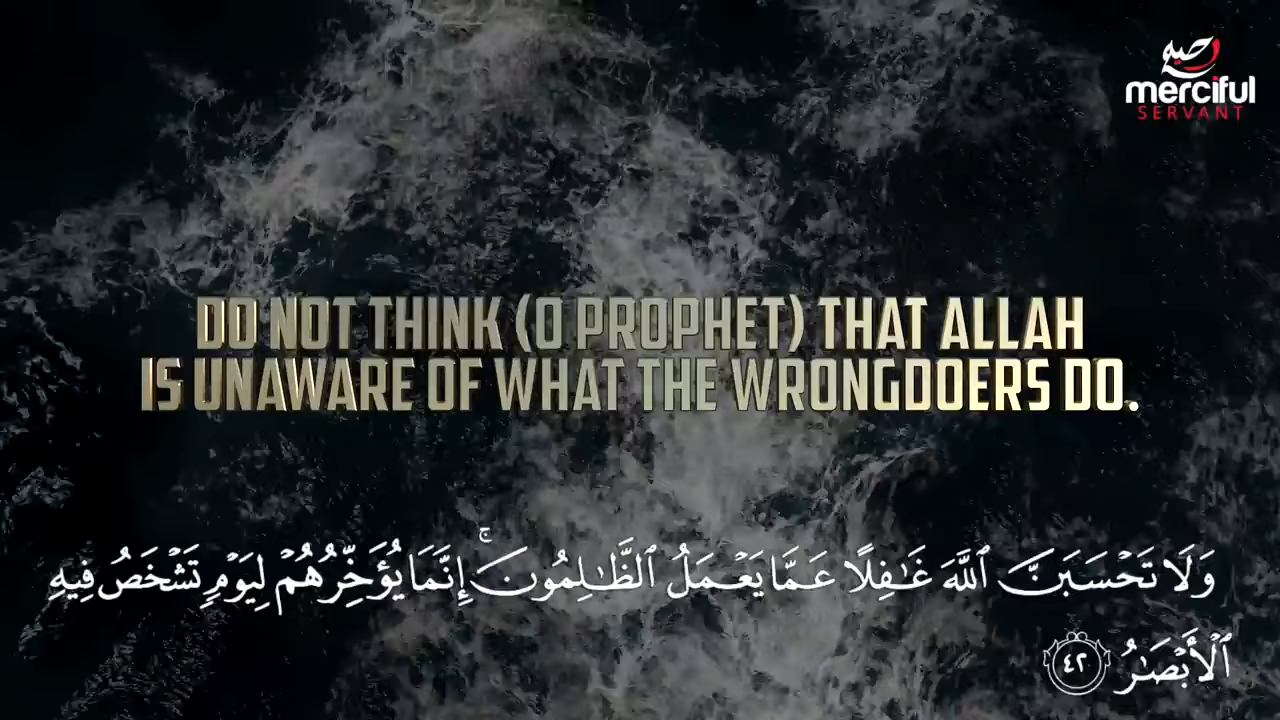 merciful
SERVANT
DO NOT THINK (O PROPHET) THAT ALLAH
IS UNAWARE OF WHAT THE WRONGDOERS DO.
وَلَا تَحْسَبَنَّ ٱللَّهَ غَـٰفِلًا عَمَّا يَعْمَلُ ٱلظَّـٰلِمُونَ ۚ إِنَّمَا يُؤَخِّرُهُمْ لِيَوْمٍ تَشْخَصُ فِيهِ
ٱلْأَبْصَـٰرُ ٤٢